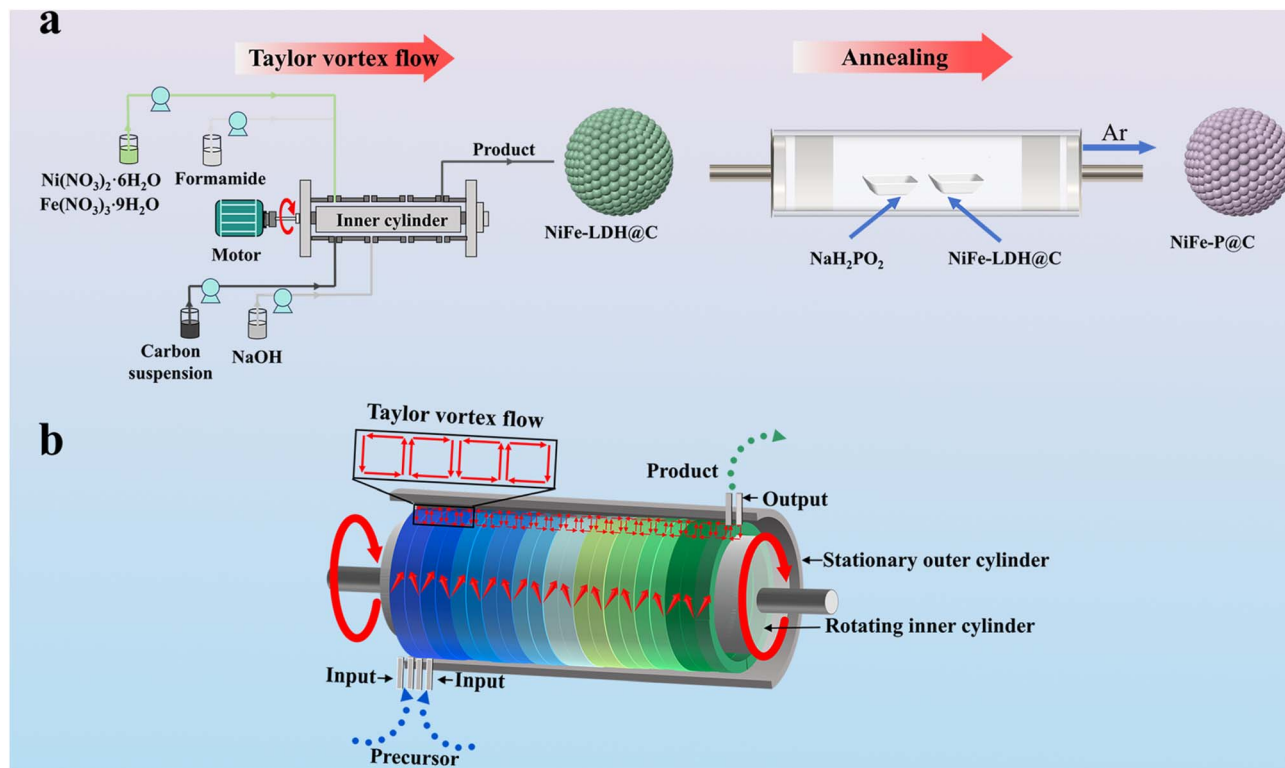 a
Taylor vortex flow
Annealing
Ni(NO₃)₂·6H₂O
Fe(NO₃)₃·9H₂O
Formamide
Motor
Inner cylinder
Product
NiFe-LDH@C
Carbon
suspension
NaOH
Ar
NaH₂PO₂
NiFe-LDH@C
NiFe-P@C
b
Taylor vortex flow
Product
Output
Stationary outer cylinder
Rotating inner cylinder
Input
Input
Precursor